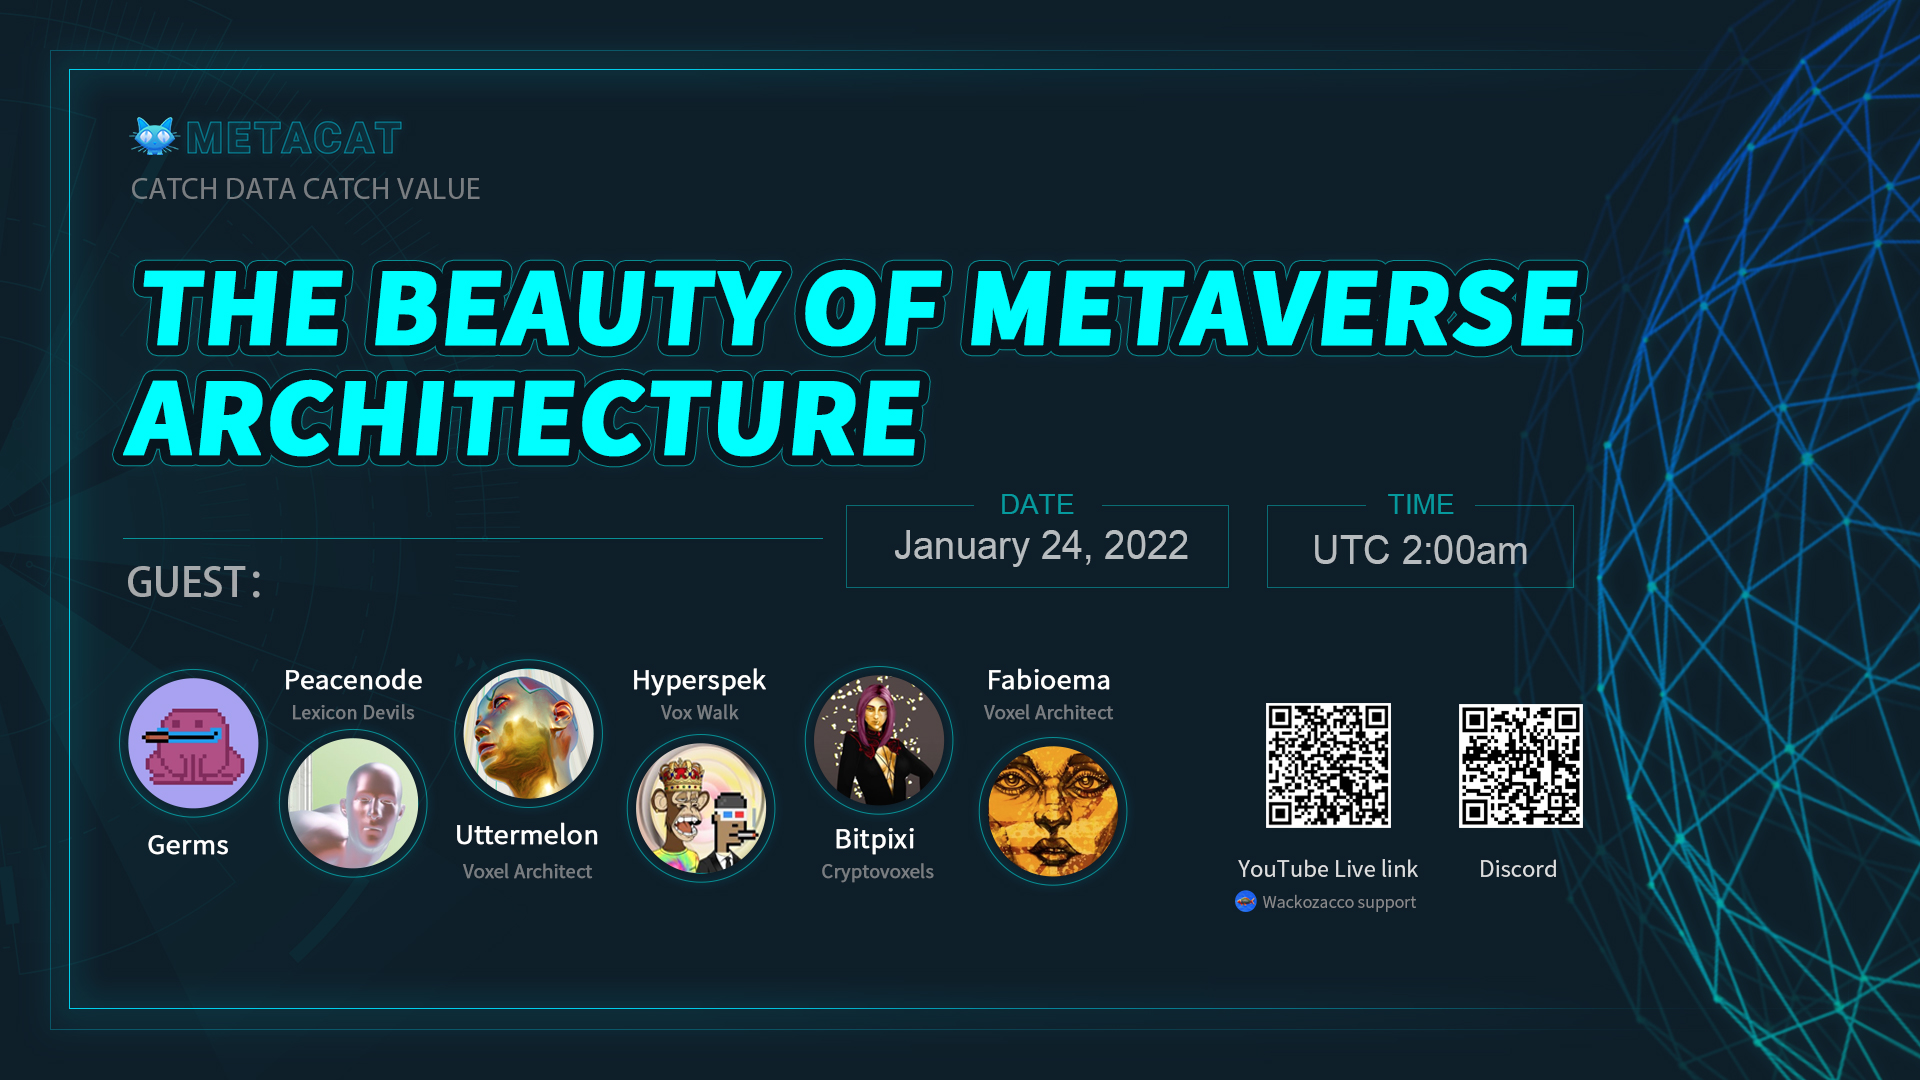 METACAT
CATCH DATA CATCH VALUE
THE BEAUTY OF METAVERSE
ARCHITECTURE
DATE
January 24, 2022
TIME
UTC 2:00am
GUEST:
Germs
Peacenode
Lexicon Devils
Uttermelon
Voxel Architect
Hyperspek
Vox Walk
Bitpixi
Cryptovoxels
Fabioema
Voxel Architect
YouTube Live link
Wackozacco support
Discord